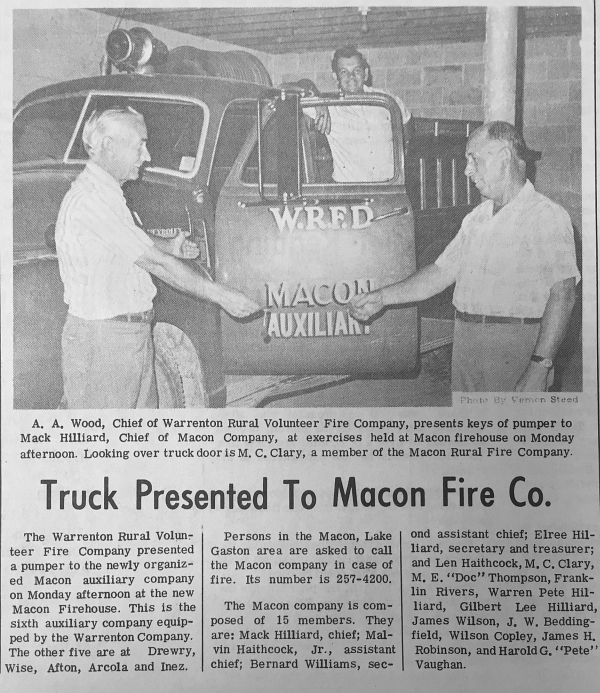 W.R.F.D
MACON
AUXILIARY
Photo By Vernon Steed
A. A. Wood, Chief of Warrenton Rural Volunteer Fire Company, presents keys of pumper to
Mack Hilliard, Chief of Macon Company, at exercises held at Macon firehouse on Monday
afternoon. Looking over truck door is M. C. Clary, a member of the Macon Rural Fire Company.
Truck Presented To Macon Fire Co.
The Warrenton Rural Volun-
teer Fire Company presented
a pumper to the newly organiz-
ed Macon auxiliary company
on Monday afternoon at the new
Macon Firehouse. This is the
sixth auxiliary company equip-
ped by the Warrenton Company.
The other five are at Drewry,
Wise, Afton, Arcola and Inez.
Persons in the Macon, Lake
Gaston area are asked to call
the Macon company in case of
fire. Its number is 257-4200.
The Macon company is com-
posed of 15 members. They
are: Mack Hilliard, chief; Mal-
vin Haithcock, Jr., assistant
chief; Bernard Williams, sec-
ond assistant chief; Elree Hil-
liard, secretary and treasurer;
and Len Haithcock, M. C. Clary,
M. E. "Doc" Thompson, Frank-
lin Rivers, Warren Pete Hil-
liard, Gilbert Lee Hilliard,
James Wilson, J. W. Bedding-
field, Wilson Copley, James H.
Robinson, and Harold G. "Pete"
Vaughan.